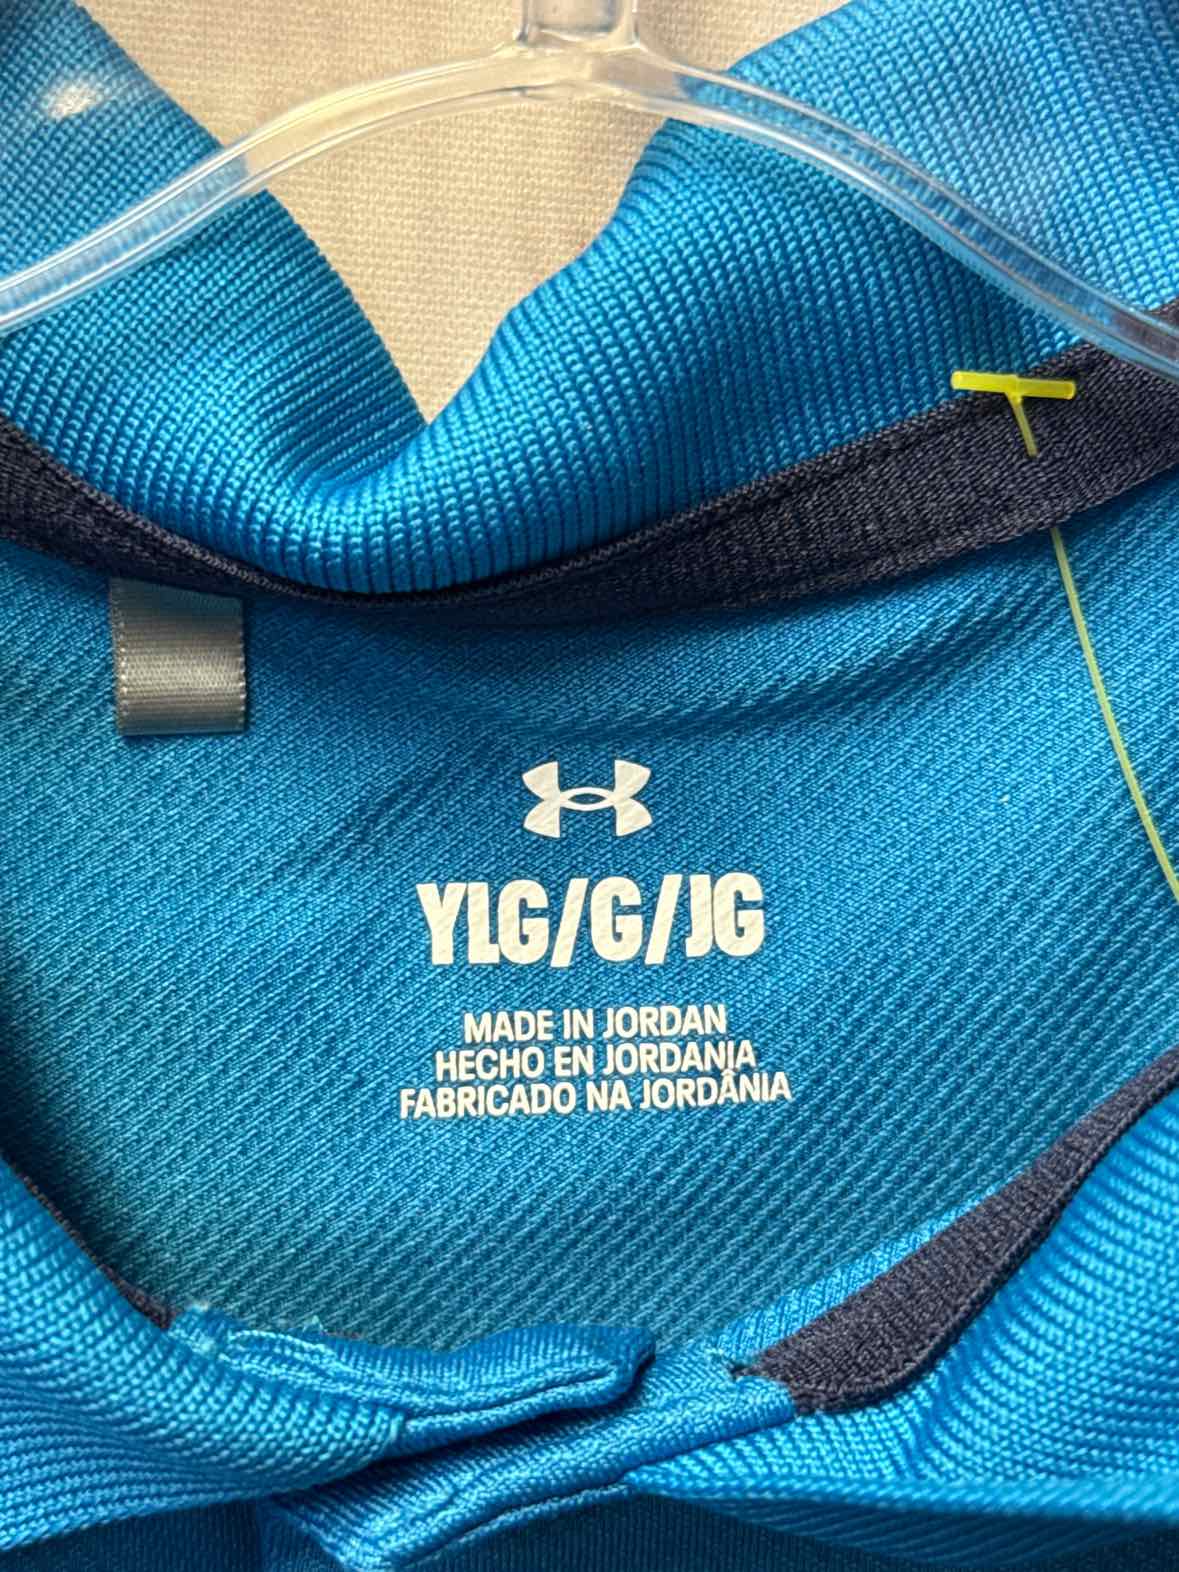 YLG/G/JG
MADE IN JORDAN
HECHO EN JORDANIA
FABRICADO NA JORDÂNIA